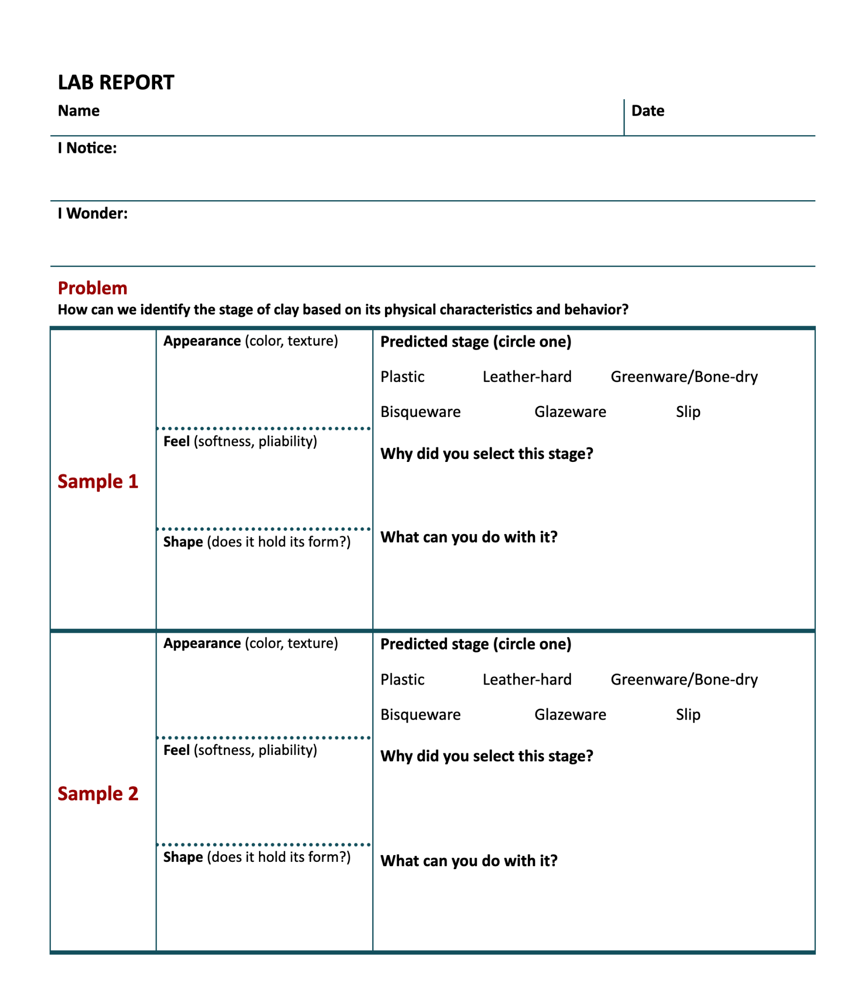 LAB REPORT
Name
Date
I Notice:
I Wonder:
Problem
How can we identify the stage of clay based on its physical characteristics and behavior?
Sample 1
Appearance (color, texture)
Feel (softness, pliability)
Shape (does it hold its form?)
Predicted stage (circle one)
Plastic Leather-hard Greenware/Bone-dry
Bisqueware Glazeware Slip
Why did you select this stage?
What can you do with it?
Sample 2
Appearance (color, texture)
Feel (softness, pliability)
Shape (does it hold its form?)
Predicted stage (circle one)
Plastic Leather-hard Greenware/Bone-dry
Bisqueware Glazeware Slip
Why did you select this stage?
What can you do with it?